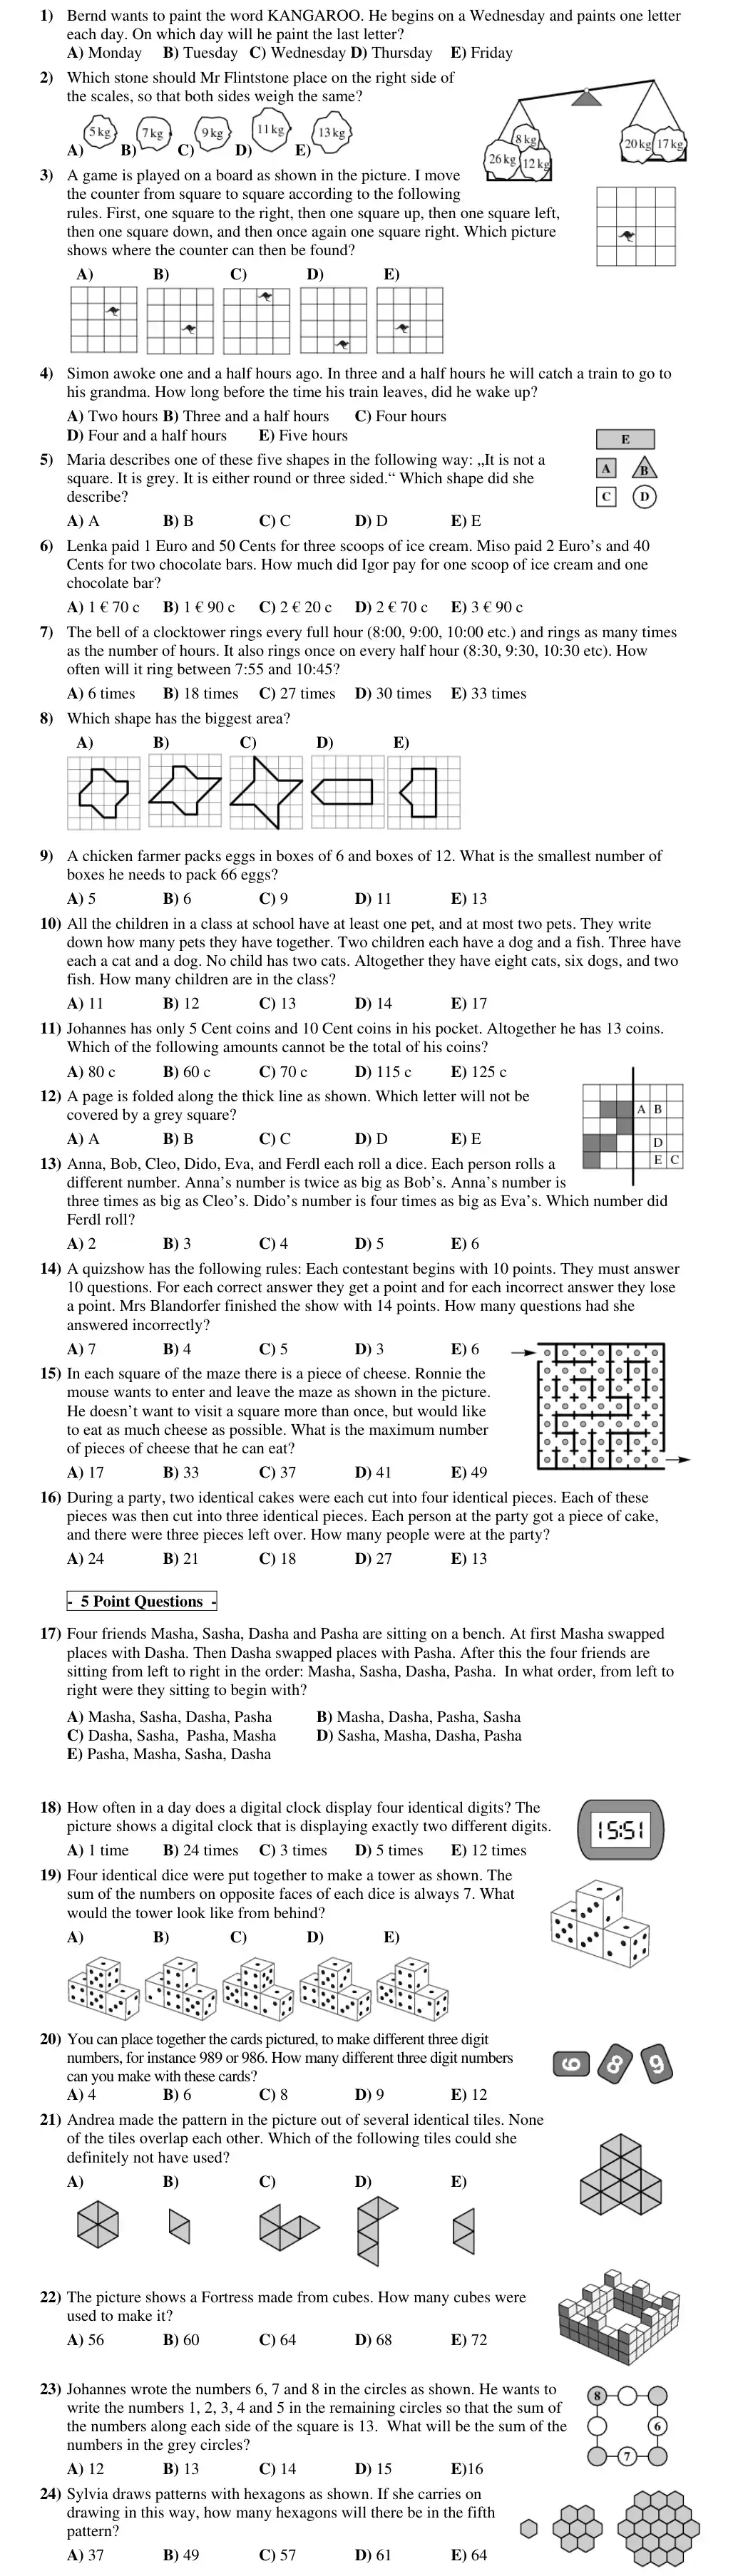 1) Bernd wants to paint the word KANGAROO. He begins on a Wednesday and paints one letter
each day. On which day will he paint the last letter?
A) Monday B) Tuesday C) Wednesday D) Thursday E) Friday
2) Which stone should Mr Flintstone place on the right side of
the scales, so that both sides weigh the same?
5 kg 7 kg 9 kg 11 kg 13 kg
A) B) C) D) E)
8 kg
26 kg 12 kg
20 kg 17 kg
3) A game is played on a board as shown in the picture. I move
the counter from square to square according to the following
rules. First, one square to the right, then one square up, then one square left,
then one square down, and then once again one square right. Which picture
shows where the counter can then be found?
A) B) C) D) E)
4) Simon awoke one and a half hours ago. In three and a half hours he will catch a train to go to
his grandma. How long before the time his train leaves, did he wake up?
A) Two hours B) Three and a half hours C) Four hours
D) Four and a half hours E) Five hours
5) Maria describes one of these five shapes in the following way: „It is not a
square. It is grey. It is either round or three sided.“ Which shape did she
describe?
E
A B
C D
A) A B) B C) C D) D E) E
6) Lenka paid 1 Euro and 50 Cents for three scoops of ice cream. Miso paid 2 Euro’s and 40
Cents for two chocolate bars. How much did Igor pay for one scoop of ice cream and one
chocolate bar?
A) 1 € 70 c B) 1 € 90 c C) 2 € 20 c D) 2 € 70 c E) 3 € 90 c
7) The bell of a clocktower rings every full hour (8:00, 9:00, 10:00 etc.) and rings as many times
as the number of hours. It also rings once on every half hour (8:30, 9:30, 10:30 etc). How
often will it ring between 7:55 and 10:45?
A) 6 times B) 18 times C) 27 times D) 30 times E) 33 times
8) Which shape has the biggest area?
A) B) C) D) E)
9) A chicken farmer packs eggs in boxes of 6 and boxes of 12. What is the smallest number of
boxes he needs to pack 66 eggs?
A) 5 B) 6 C) 9 D) 11 E) 13
10) All the children in a class at school have at least one pet, and at most two pets. They write
down how many pets they have together. Two children each have a dog and a fish. Three have
each a cat and a dog. No child has two cats. Altogether they have eight cats, six dogs, and two
fish. How many children are in the class?
A) 11 B) 12 C) 13 D) 14 E) 17
11) Johannes has only 5 Cent coins and 10 Cent coins in his pocket. Altogether he has 13 coins.
Which of the following amounts cannot be the total of his coins?
A) 80 c B) 60 c C) 70 c D) 115 c E) 125 c
12) A page is folded along the thick line as shown. Which letter will not be
covered by a grey square?
A B
D
E C
A) A B) B C) C D) D E) E
13) Anna, Bob, Cleo, Dido, Eva, and Ferdl each roll a dice. Each person rolls a
different number. Anna’s number is twice as big as Bob’s. Anna’s number is
three times as big as Cleo’s. Dido’s number is four times as big as Eva’s. Which number did
Ferdl roll?
A) 2 B) 3 C) 4 D) 5 E) 6
14) A quizshow has the following rules: Each contestant begins with 10 points. They must answer
10 questions. For each correct answer they get a point and for each incorrect answer they lose
a point. Mrs Blandorfer finished the show with 14 points. How many questions had she
answered incorrectly?
A) 7 B) 4 C) 5 D) 3 E) 6
15) In each square of the maze there is a piece of cheese. Ronnie the
mouse wants to enter and leave the maze as shown in the picture.
He doesn’t want to visit a square more than once, but would like
to eat as much cheese as possible. What is the maximum number
of pieces of cheese that he can eat?
A) 17 B) 33 C) 37 D) 41 E) 49
16) During a party, two identical cakes were each cut into four identical pieces. Each of these
pieces was then cut into three identical pieces. Each person at the party got a piece of cake,
and there were three pieces left over. How many people were at the party?
A) 24 B) 21 C) 18 D) 27 E) 13
- 5 Point Questions -
17) Four friends Masha, Sasha, Dasha and Pasha are sitting on a bench. At first Masha swapped
places with Dasha. Then Dasha swapped places with Pasha. After this the four friends are
sitting from left to right in the order: Masha, Sasha, Dasha, Pasha. In what order, from left to
right were they sitting to begin with?
A) Masha, Sasha, Dasha, Pasha B) Masha, Dasha, Pasha, Sasha
C) Dasha, Sasha, Pasha, Masha D) Sasha, Masha, Dasha, Pasha
E) Pasha, Masha, Sasha, Dasha
18) How often in a day does a digital clock display four identical digits? The
picture shows a digital clock that is displaying exactly two different digits.
15:51
A) 1 time B) 24 times C) 3 times D) 5 times E) 12 times
19) Four identical dice were put together to make a tower as shown. The
sum of the numbers on opposite faces of each dice is always 7. What
would the tower look like from behind?
A) B) C) D) E)
20) You can place together the cards pictured, to make different three digit
numbers, for instance 989 or 986. How many different three digit numbers
can you make with these cards?
6 8 9
A) 4 B) 6 C) 8 D) 9 E) 12
21) Andrea made the pattern in the picture out of several identical tiles. None
of the tiles overlap each other. Which of the following tiles could she
definitely not have used?
A) B) C) D) E)
22) The picture shows a Fortress made from cubes. How many cubes were
used to make it?
A) 56 B) 60 C) 64 D) 68 E) 72
23) Johannes wrote the numbers 6, 7 and 8 in the circles as shown. He wants to
write the numbers 1, 2, 3, 4 and 5 in the remaining circles so that the sum of
the numbers along each side of the square is 13. What will be the sum of the
numbers in the grey circles?
8
6
7
A) 12 B) 13 C) 14 D) 15 E)16
24) Sylvia draws patterns with hexagons as shown. If she carries on
drawing in this way, how many hexagons will there be in the fifth
pattern?
A) 37 B) 49 C) 57 D) 61 E) 64